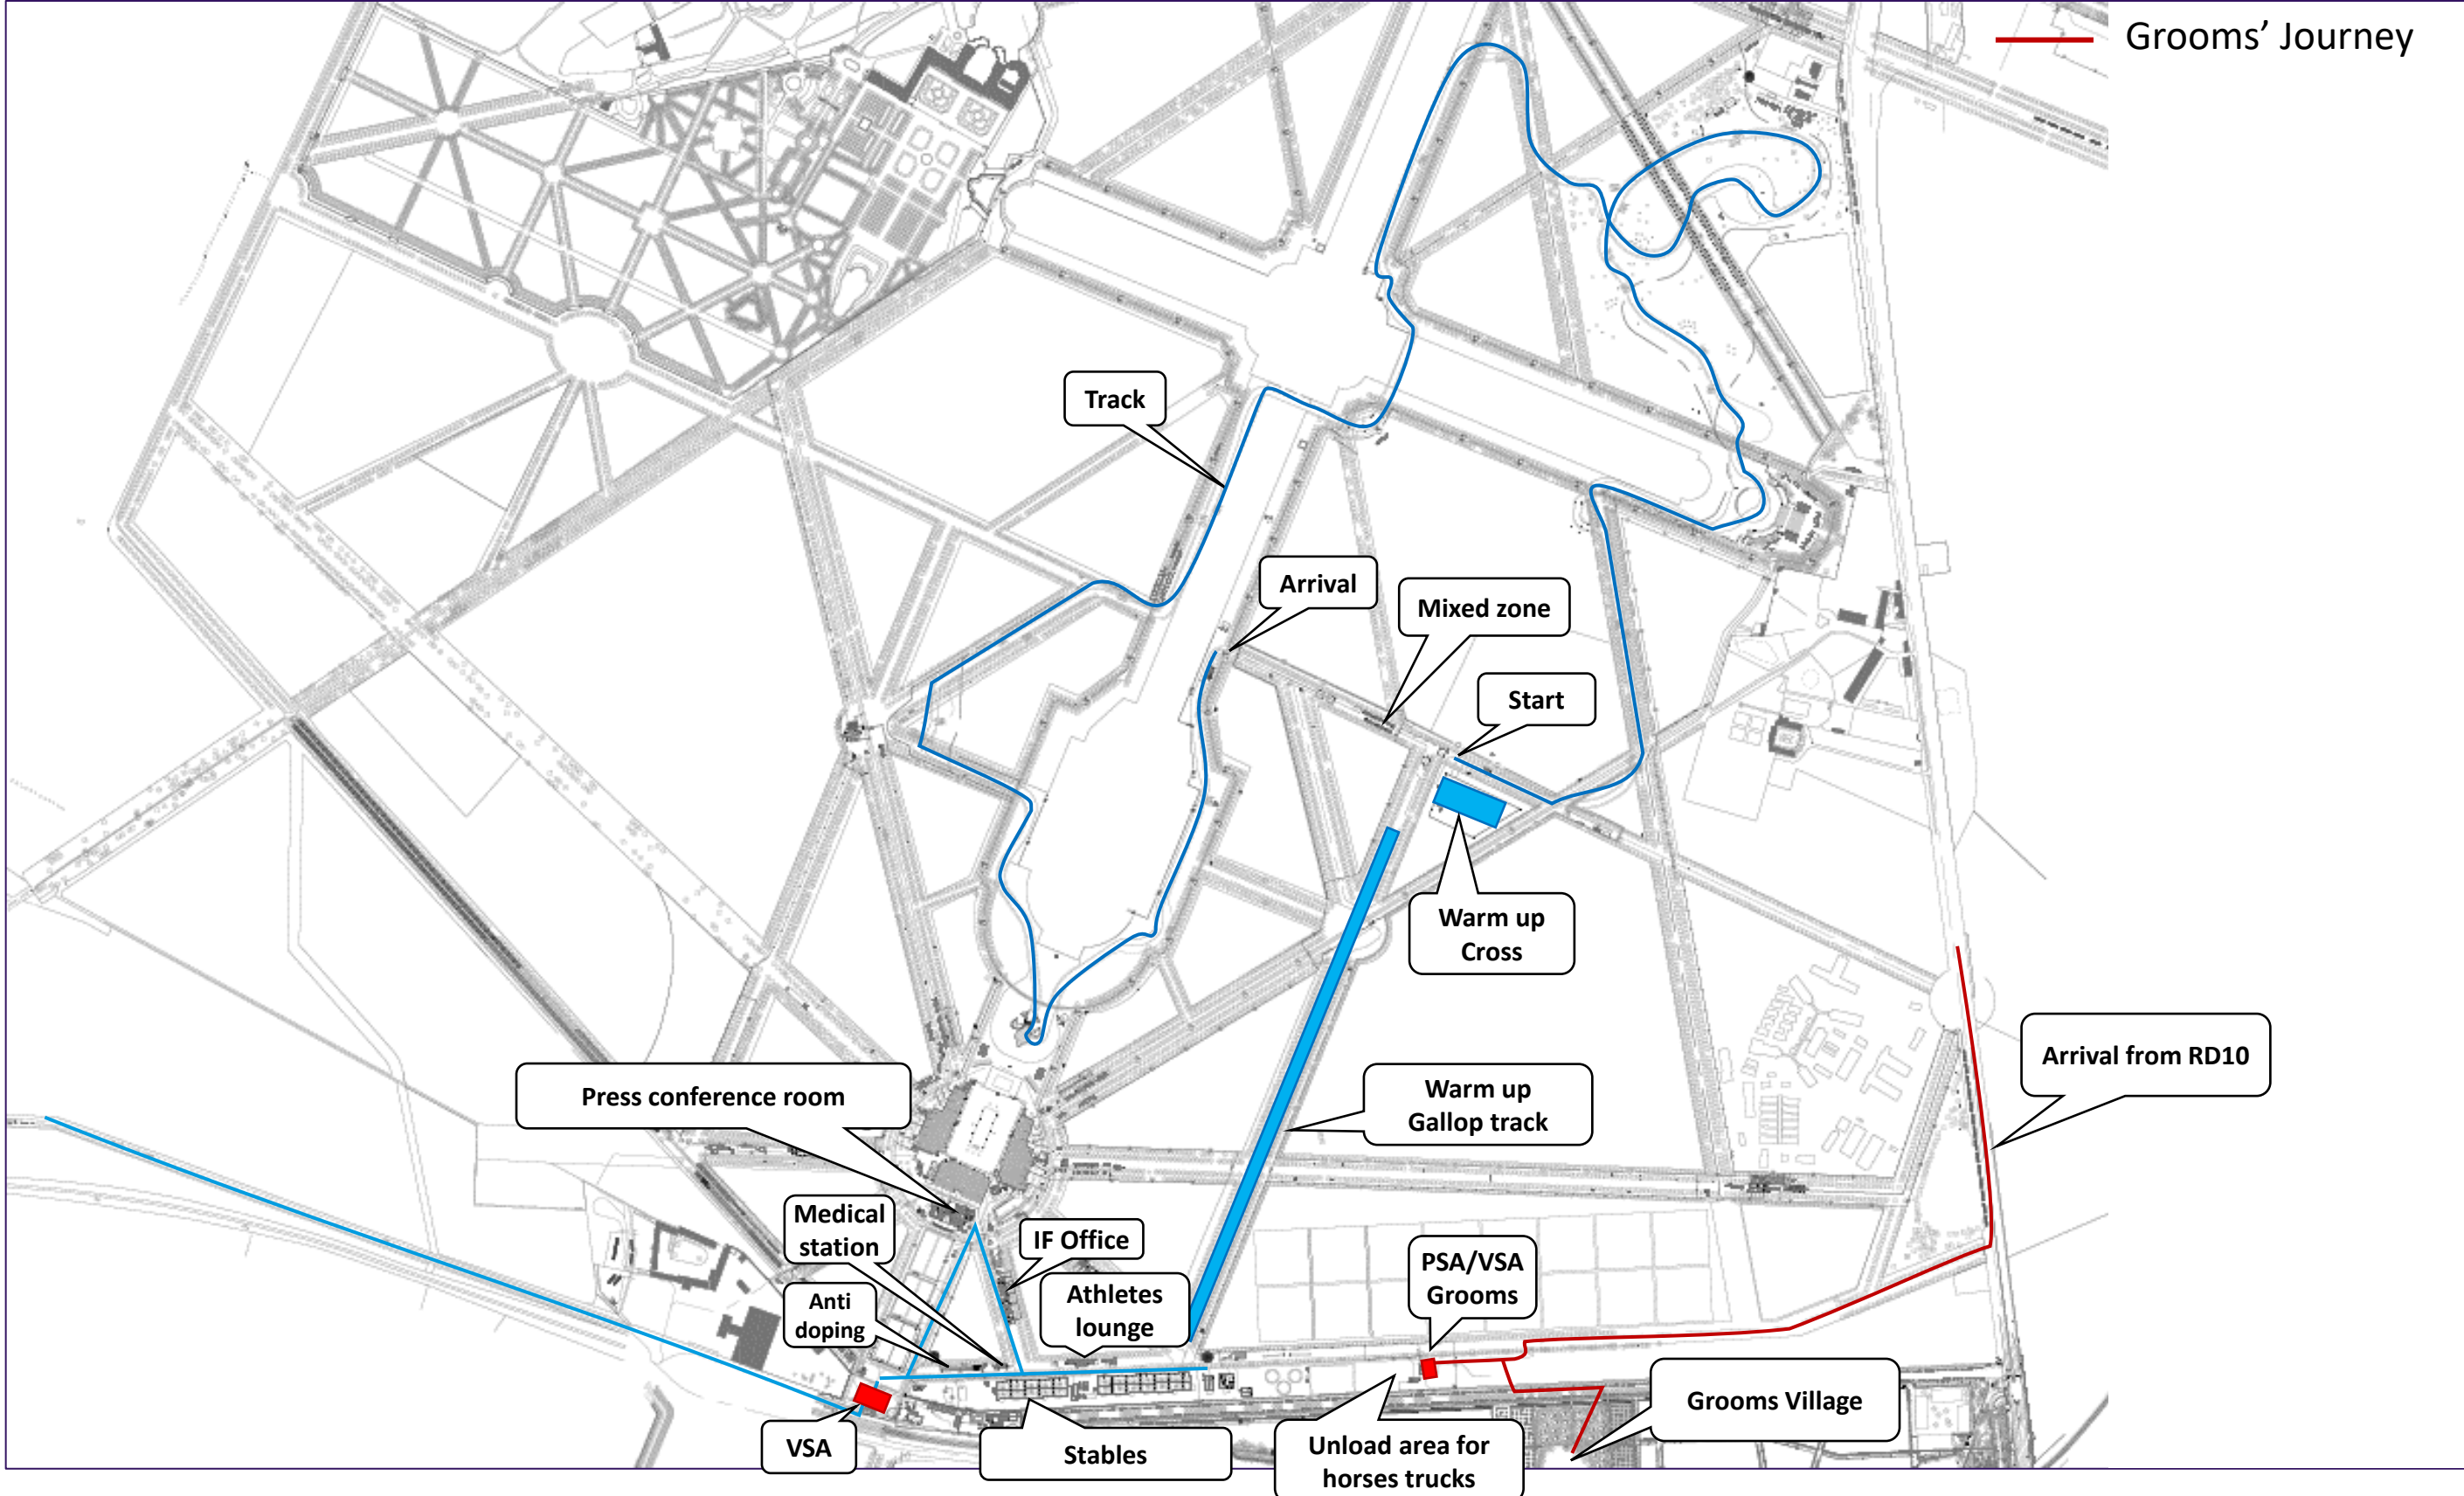 Grooms’ Journey
Track
Arrival
Mixed zone
Start
Warm up
Cross
Arrival from RD10
Press conference room
Warm up
Gallop track
Medical
station
IF Office
PSA/VSA
Grooms
Anti
doping
Athletes
lounge
Grooms Village
VSA
Stables
Unload area for
horses trucks